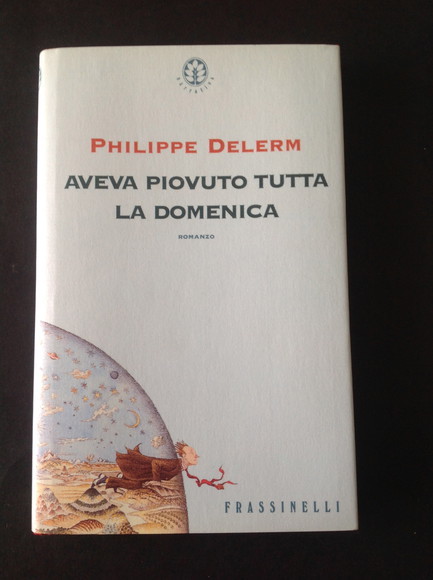 PHILIPPE DELERM
AVEVA PIOVUTO TUTTA
LA DOMENICA
ROMANZO
FRASSINELLI